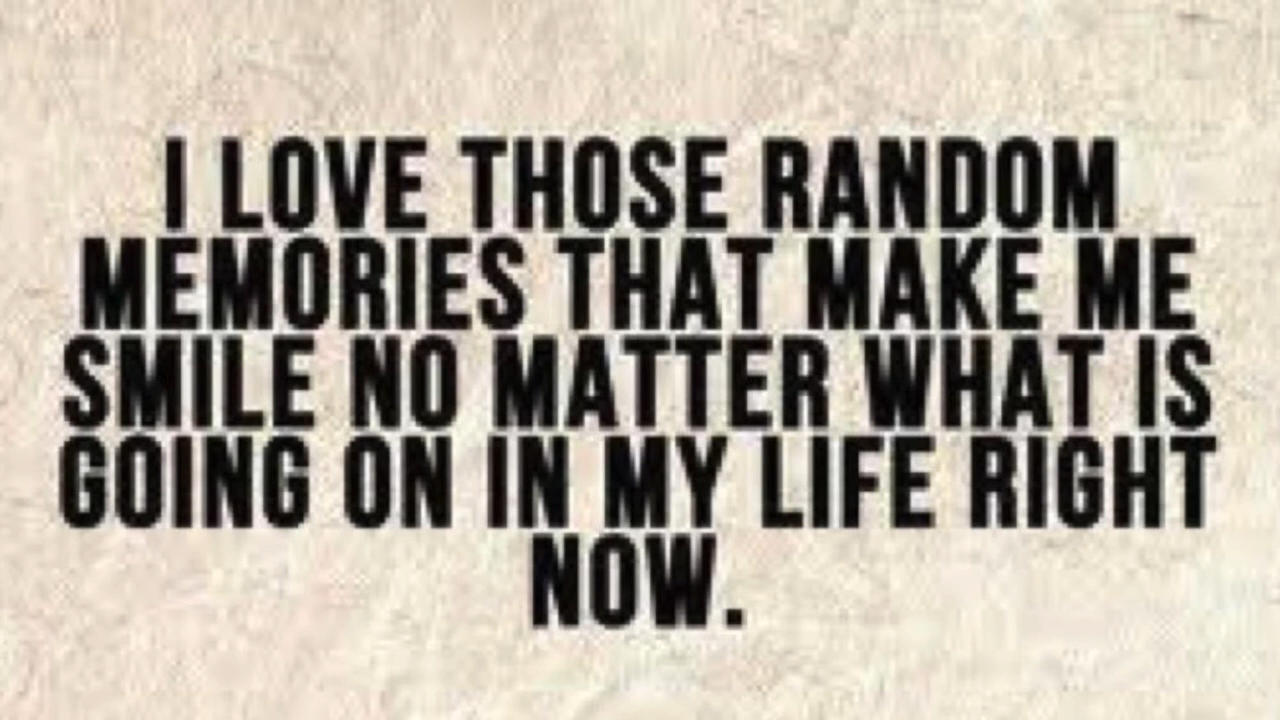 I LOVE THOSE RANDOM
MEMORIES THAT MAKE ME
SMILE NO MATTER WHAT IS
GOING ON IN MY LIFE RIGHT
NOW.